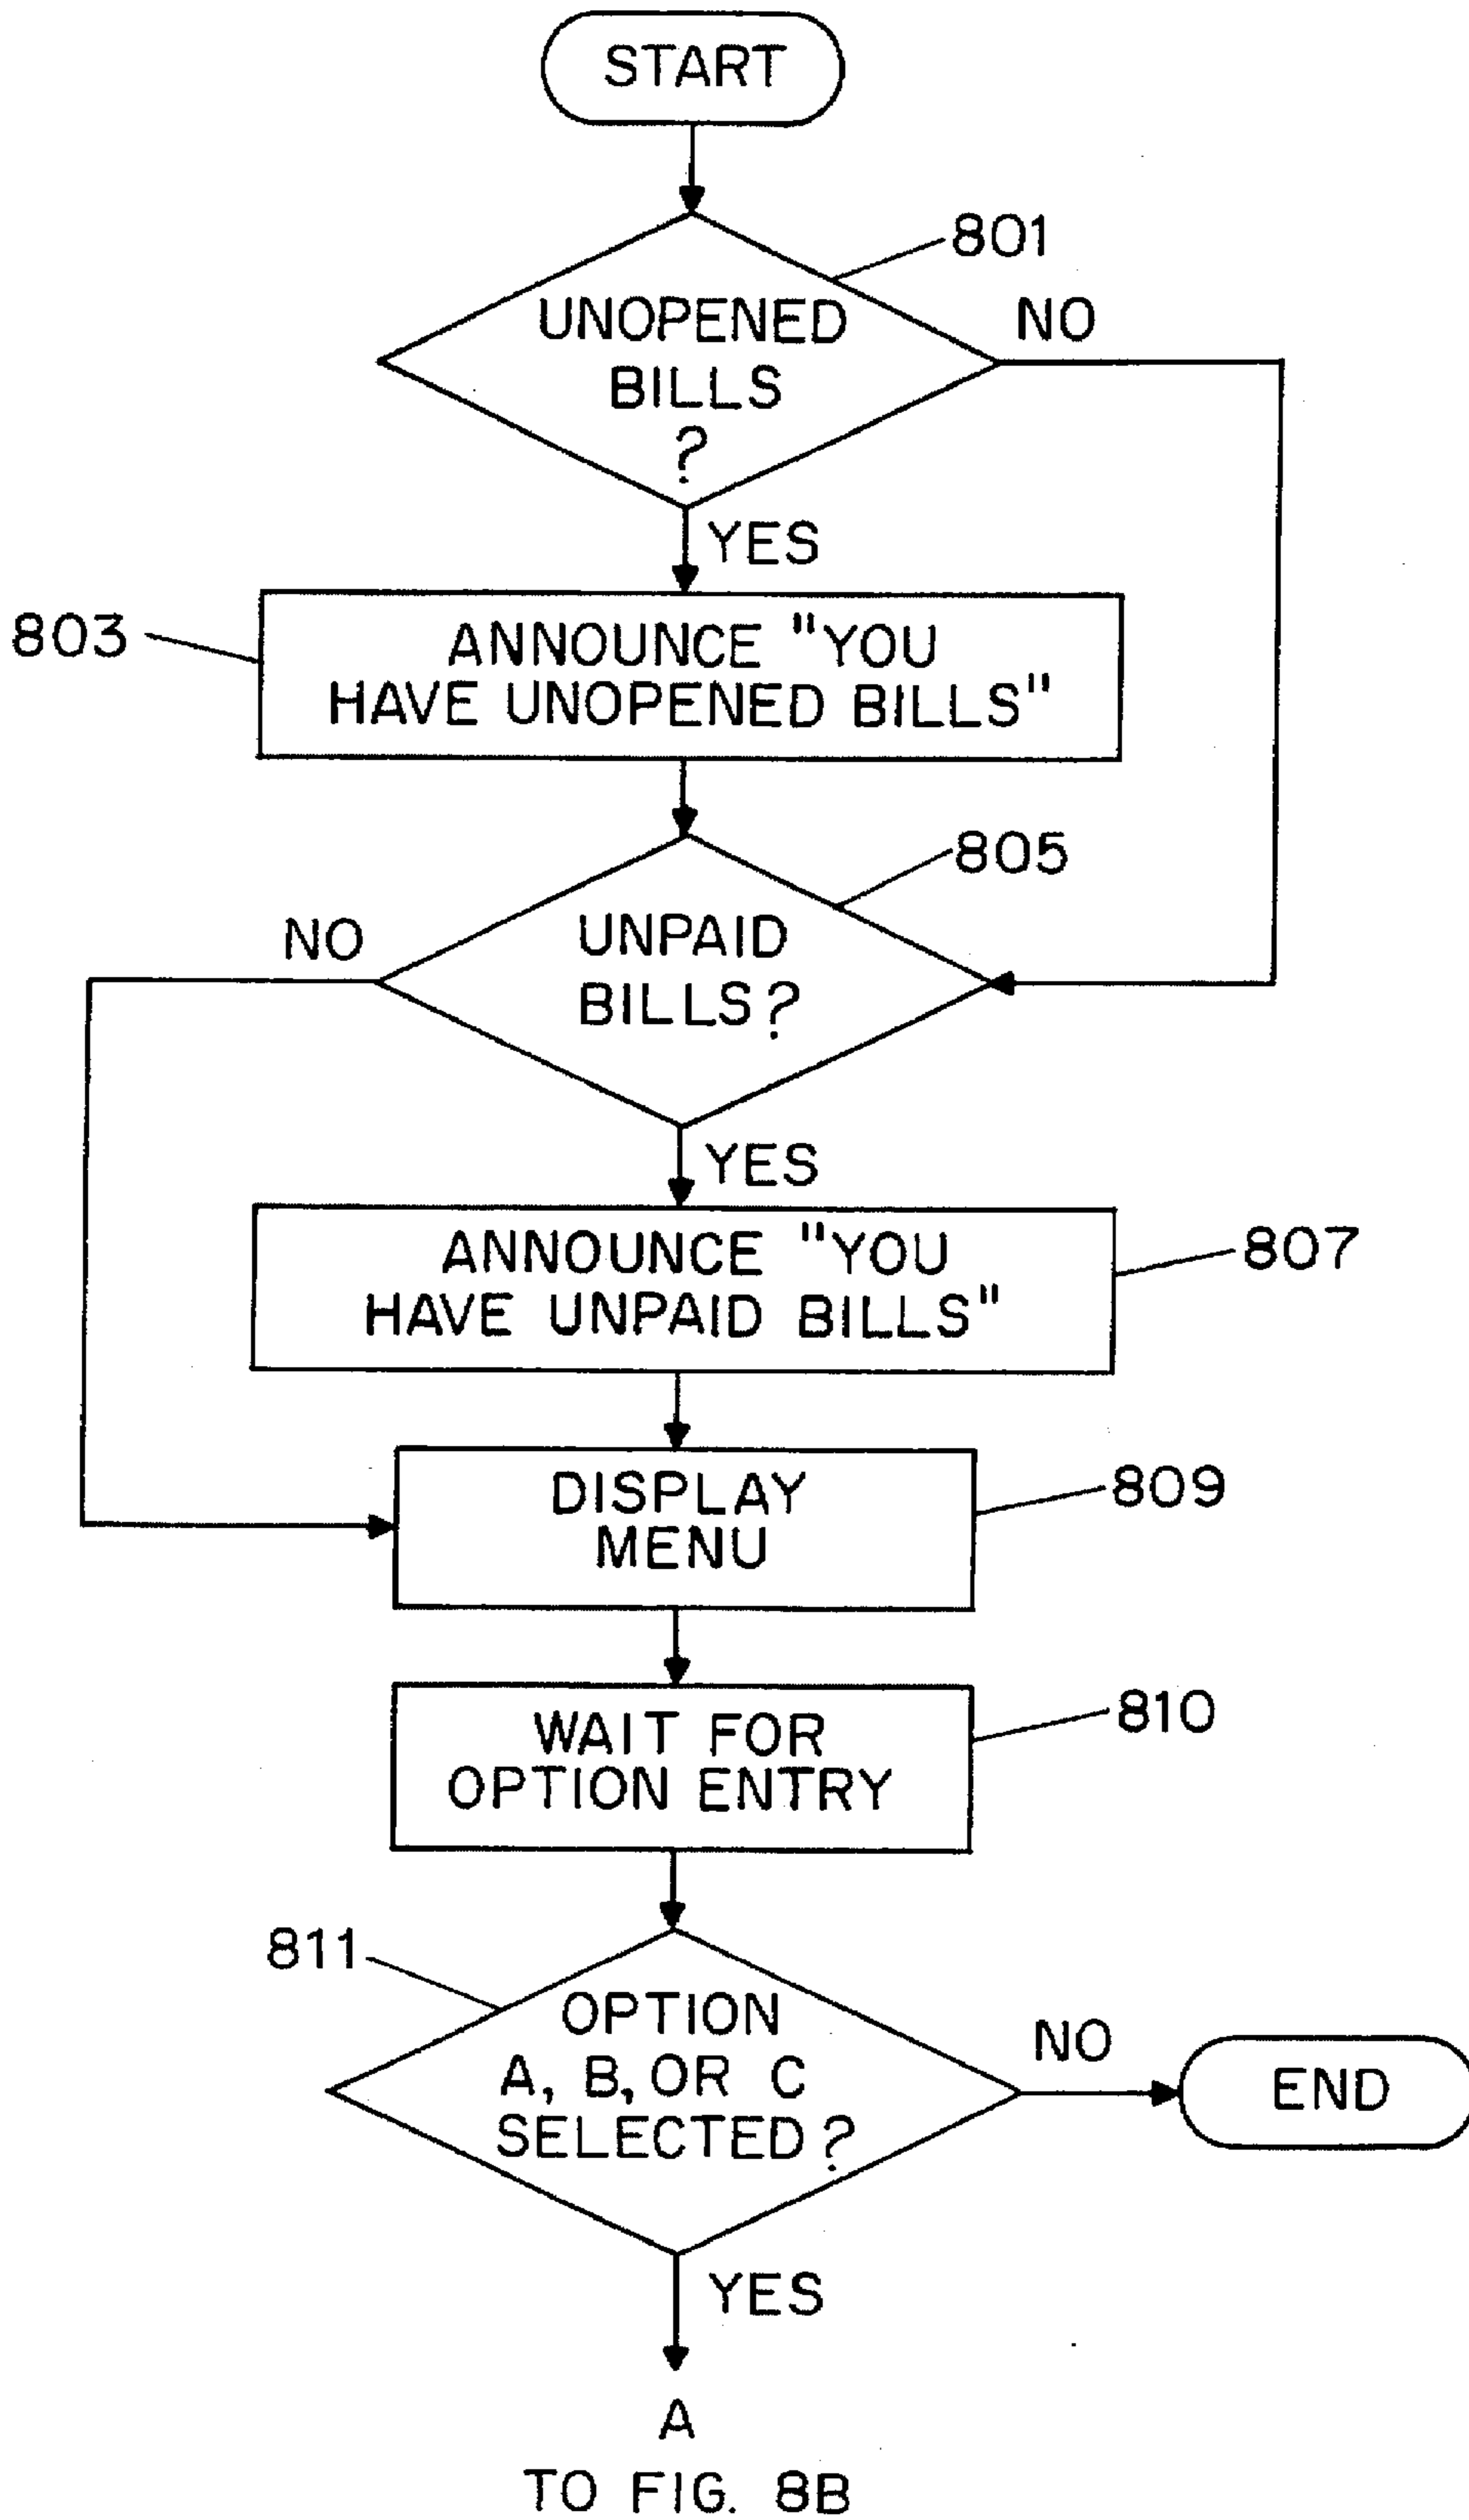 START
801
UNOPENED
BILLS
?
NO
YES
803
ANNOUNCE "YOU
HAVE UNOPENED BILLS"
805
NO
UNPAID
BILLS?
YES
ANNOUNCE "YOU
HAVE UNPAID BILLS"
807
DISPLAY
MENU
809
WAIT FOR
OPTION ENTRY
810
811
OPTION
A, B, OR C
SELECTED?
NO
END
YES
A
TO FIG. 8B